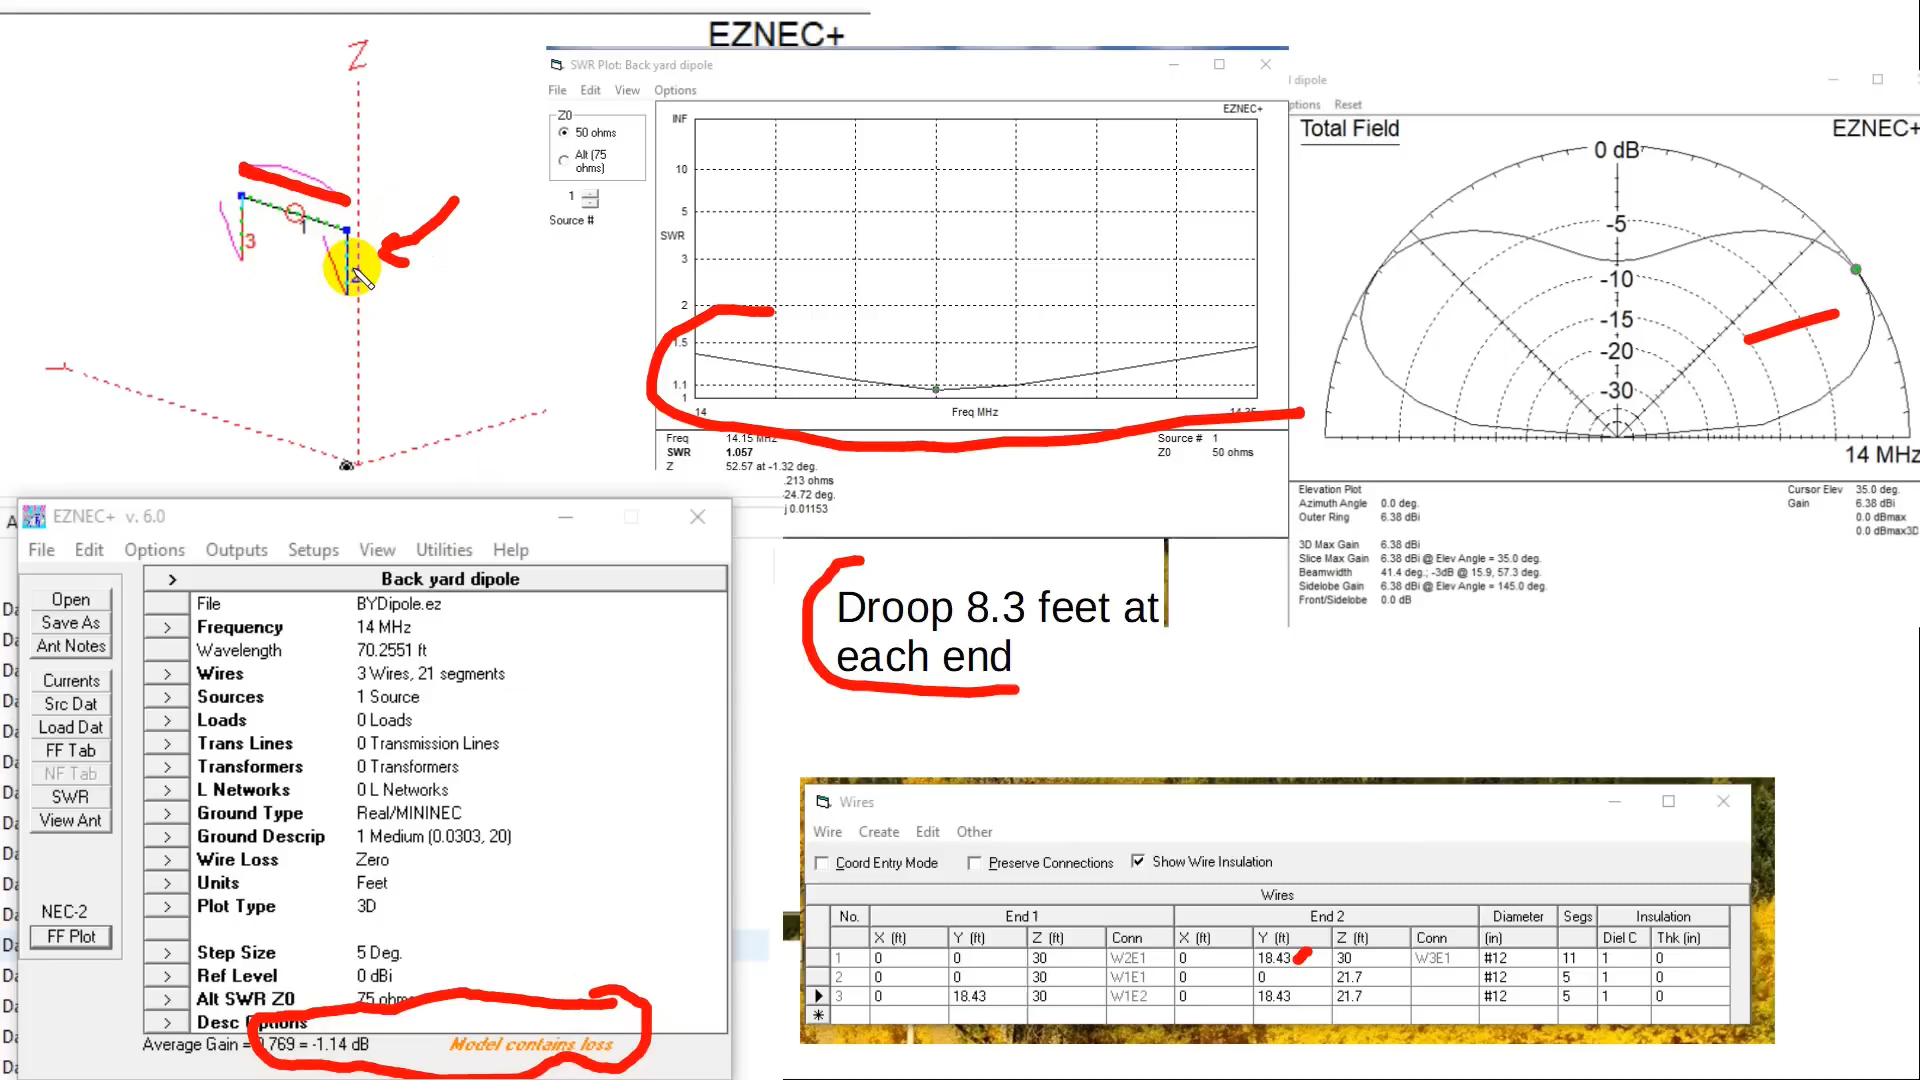 EZNEC+
Z
3
1
SWR Plot: Back yard dipole
File Edit View Options
Z0
50 ohms
Alt (75
ohms)
1
Source #
EZNEC+
INF
10
5
SWR
3
2
1.5
1.1
1
14 Freq MHz 14.35
Freq 14.15 MHz Source # 1
SWR 1.057 Z0 50 ohms
Z 52.57 at -1.32 deg.
.213 ohms
24.72 deg.
j 0.01153
dipole
ptions Reset
Total Field EZNEC+
0 dB
-5
-10
-15
-20
-30
14 MHz
Elevation Plot Cursor Elev 35.0 deg.
Azimuth Angle 0.0 deg. Gain 6.38 dBi
Outer Ring 6.38 dBi 0.0 dBmax
0.0 dBmax3D
3D Max Gain 6.38 dBi
Slice Max Gain 6.38 dBi @ Elev Angle = 35.0 deg.
Beamwidth 41.4 deg.; -3dB @ 15.9, 57.3 deg.
Sidelobe Gain 6.38 dBi @ Elev Angle = 145.0 deg.
Front/Sidelobe 0.0 dB
EZNEC+ v. 6.0
File Edit Options Outputs Setups View Utilities Help
> Back yard dipole
Open
Save As
Ant Notes
Currents
Src Dat
Load Dat
FF Tab
NF Tab
SWR
View Ant
NEC-2
FF Plot
File BYDipole.ez
> Frequency 14 MHz
Wavelength 70.2551 ft
> Wires 3 Wires, 21 segments
> Sources 1 Source
> Loads 0 Loads
> Trans Lines 0 Transmission Lines
> Transformers 0 Transformers
> L Networks 0 L Networks
> Ground Type Real/MININEC
> Ground Descrip 1 Medium (0.0303, 20)
> Wire Loss Zero
> Units Feet
> Plot Type 3D
> Step Size 5 Deg.
> Ref Level 0 dBi
> Alt SWR Z0 75 ohms
> Desc Options
Average Gain = 0.769 = -1.14 dB Model contains loss
Droop 8.3 feet at
each end
Wires
Wire Create Edit Other
Coord Entry Mode Preserve Connections Show Wire Insulation
Wires
No. End 1 End 2 Diameter Segs Insulation
X (ft) Y (ft) Z (ft) Conn X (ft) Y (ft) Z (ft) Conn (in) Diel C Thk (in)
1 0 0 30 W2E1 0 18.43 30 W3E1 #12 11 1 0
2 0 0 30 W1E1 0 0 21.7 #12 5 1 0
3 0 18.43 30 W1E2 0 18.43 21.7 #12 5 1 0